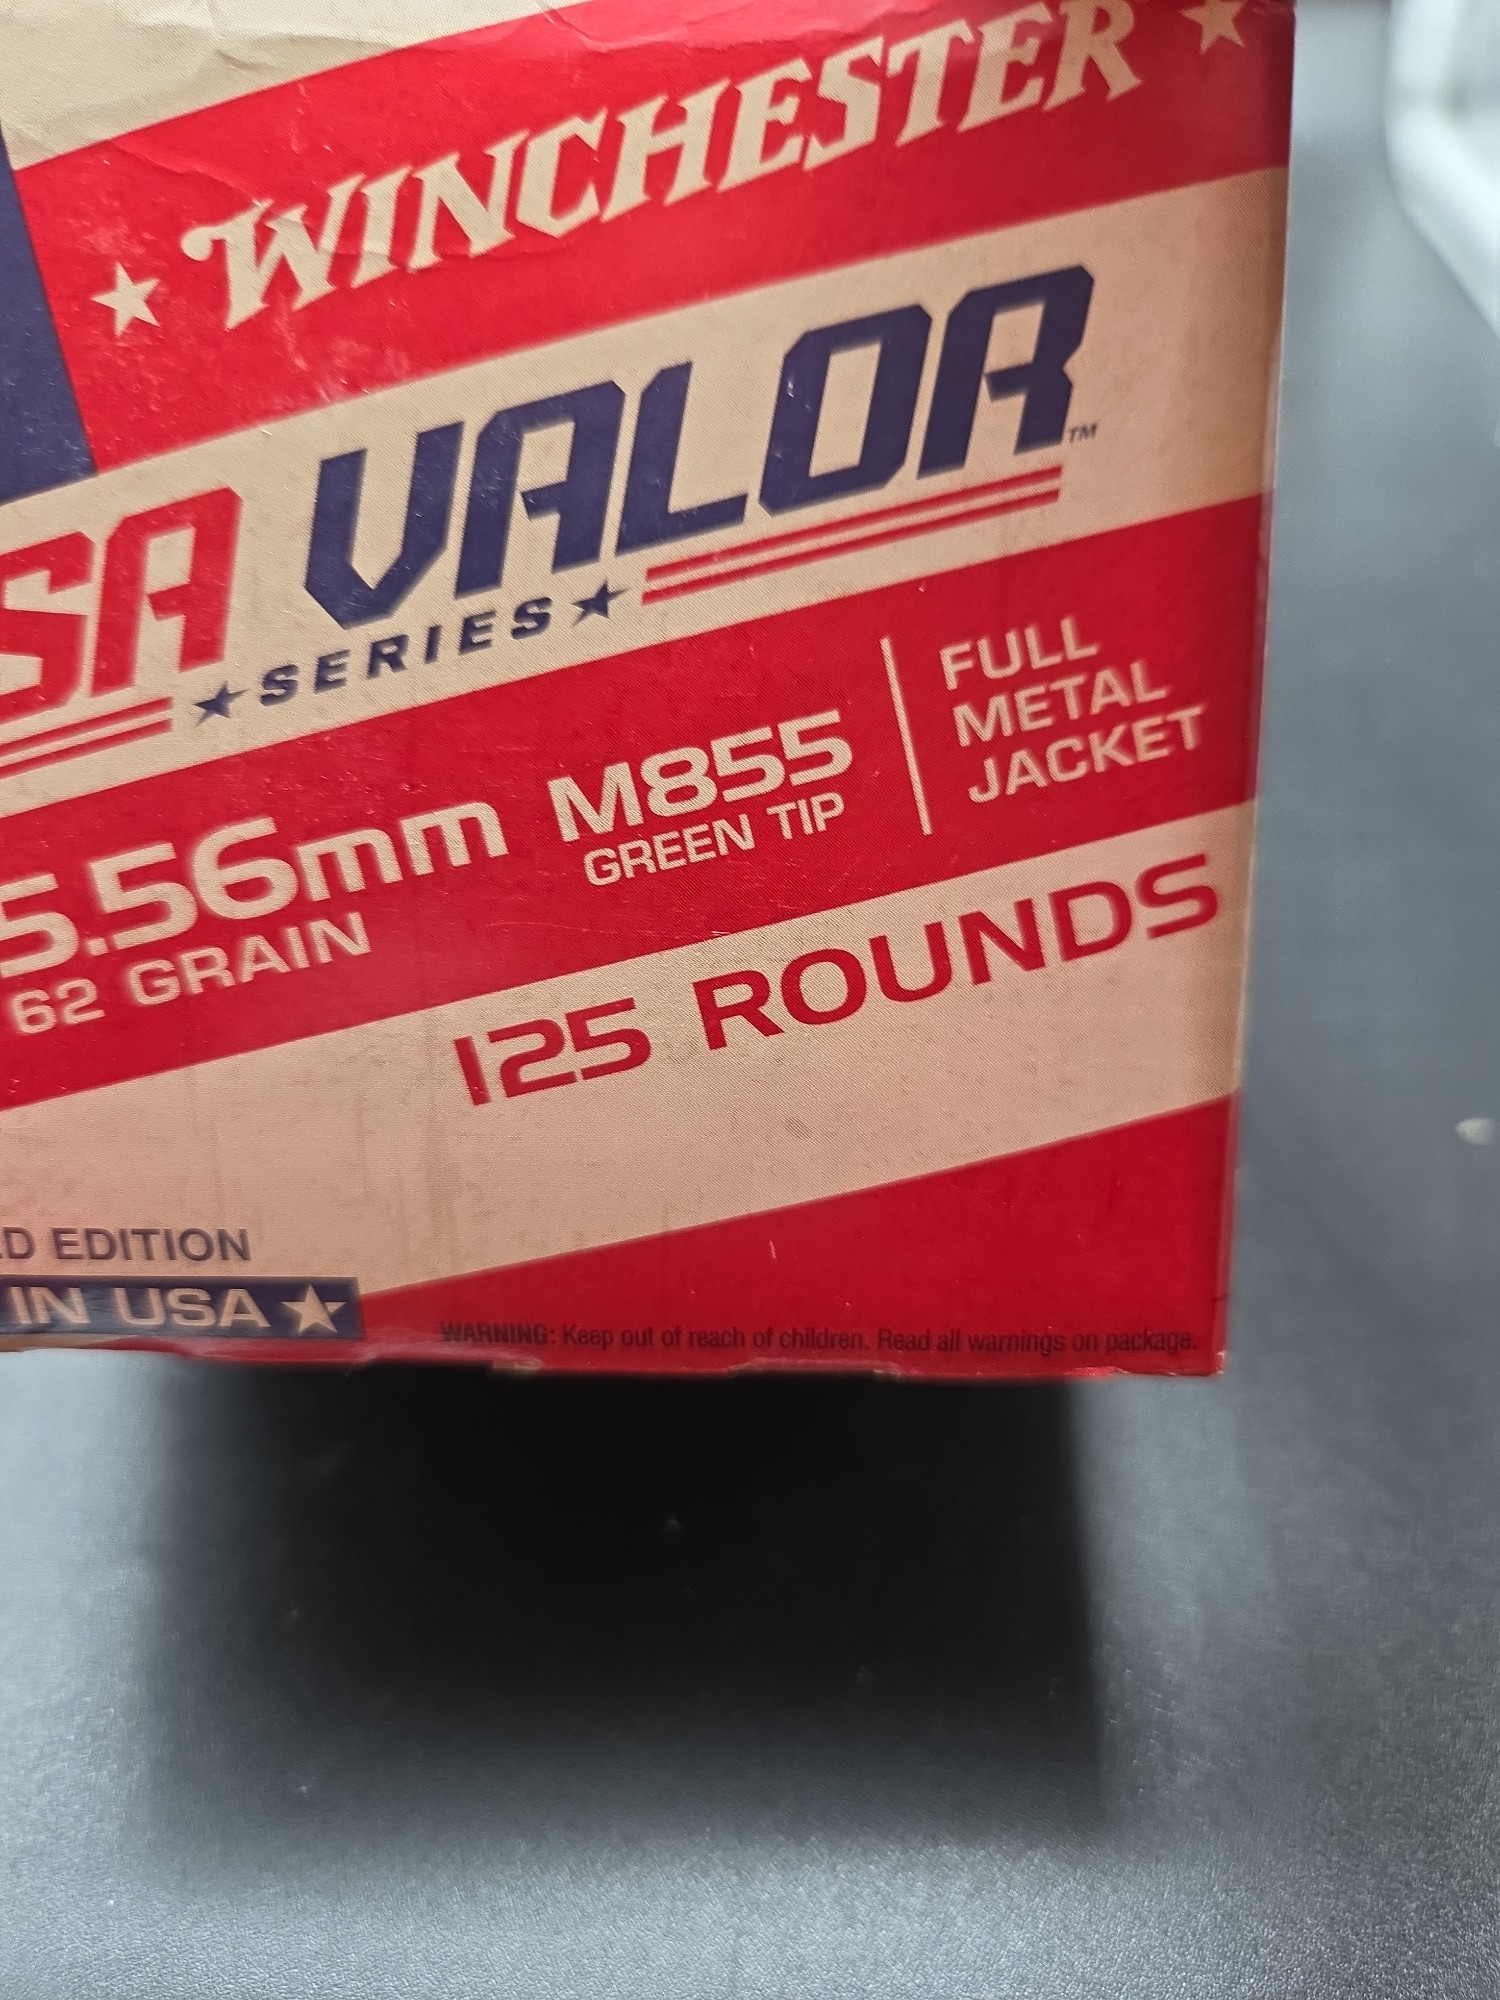 WINCHESTER
SA VALOR™
SERIES
5.56mm M855
62 GRAIN GREEN TIP
FULL
METAL
JACKET
125 ROUNDS
D EDITION
IN USA
WARNING: Keep out of reach of children. Read all warnings on package.